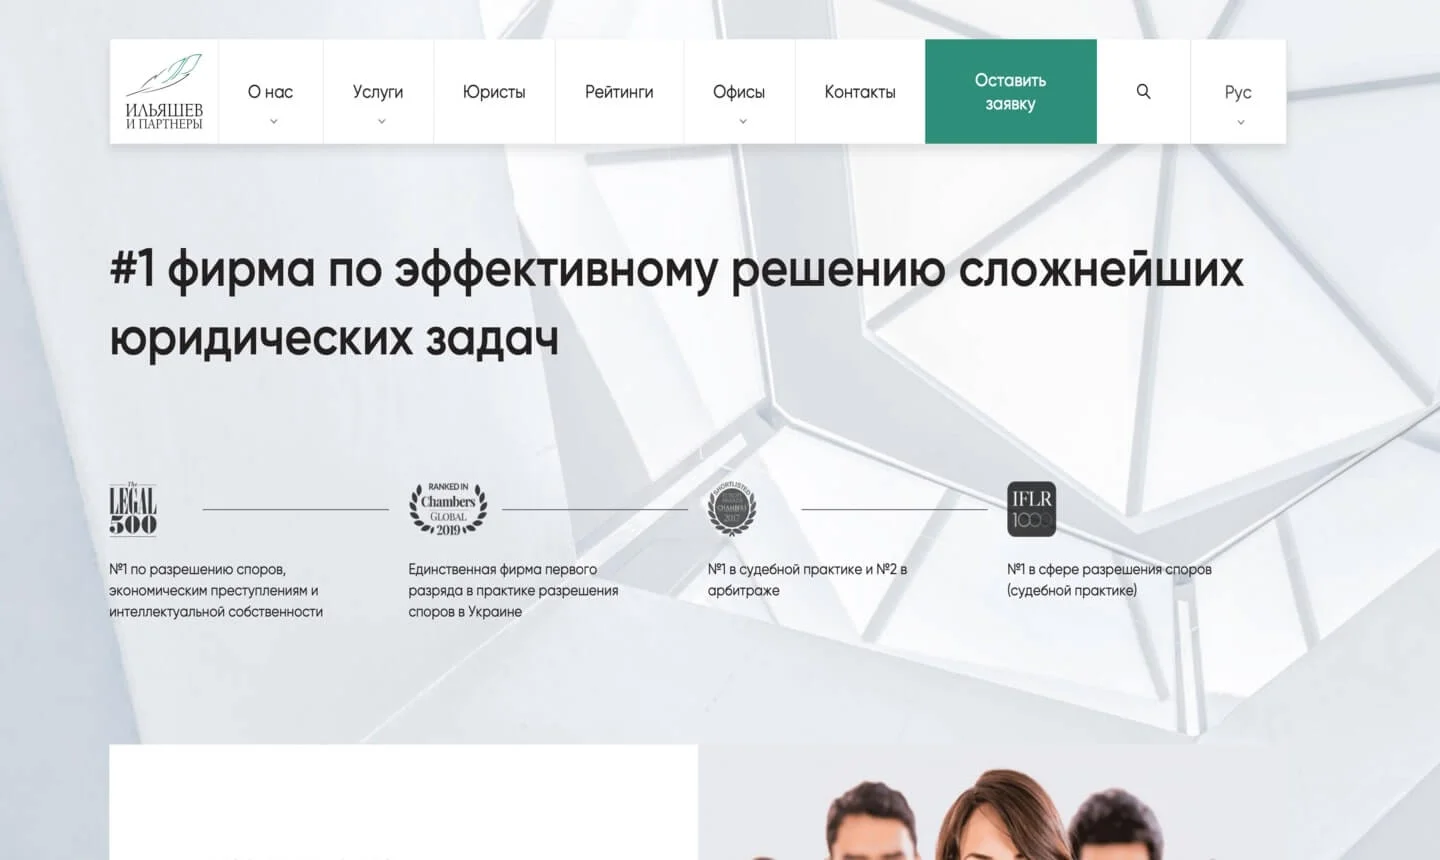 ИЛЬЯШЕВ
И ПАРТНЕРЫ
О нас
Услуги
Юристы
Рейтинги
Офисы
Контакты
Оставить
заявку
Рус
#1 фирма по эффективному решению сложнейших
юридических задач
The
LEGAL
500
RANKED IN
Chambers
GLOBAL
2019
SHORTLISTED
CHAMBERS
2017
IFLR
1000
№1 по разрешению споров,
экономическим преступлениям и
интеллектуальной собственности
Единственная фирма первого
разряда в практике разрешения
споров в Украине
№1 в судебной практике и №2 в
арбитраже
№1 в сфере разрешения споров
(судебной практике)